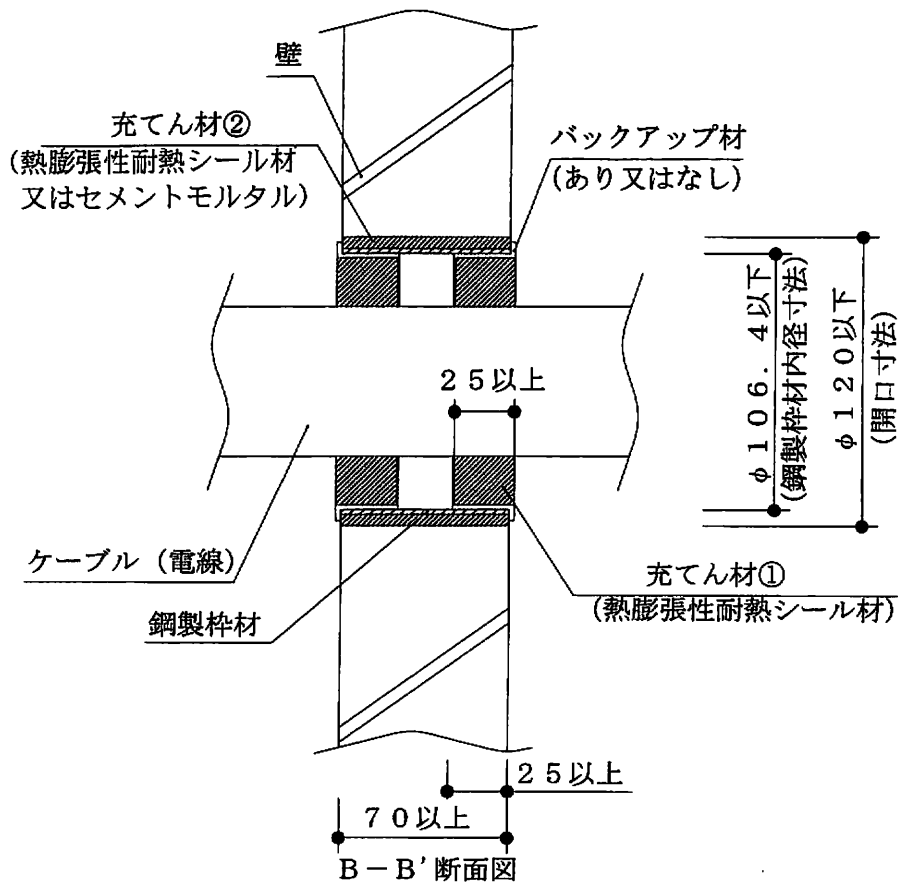 壁
充てん材②
(熱膨張性耐熱シール材
又はセメントモルタル)
バックアップ材
(あり又はなし)
25以上
φ106.4以下
(鋼製枠材内径寸法)
φ120以下
(開口寸法)
ケーブル(電線)
鋼製枠材
充てん材①
(熱膨張性耐熱シール材)
25以上
70以上
B-B'断面図